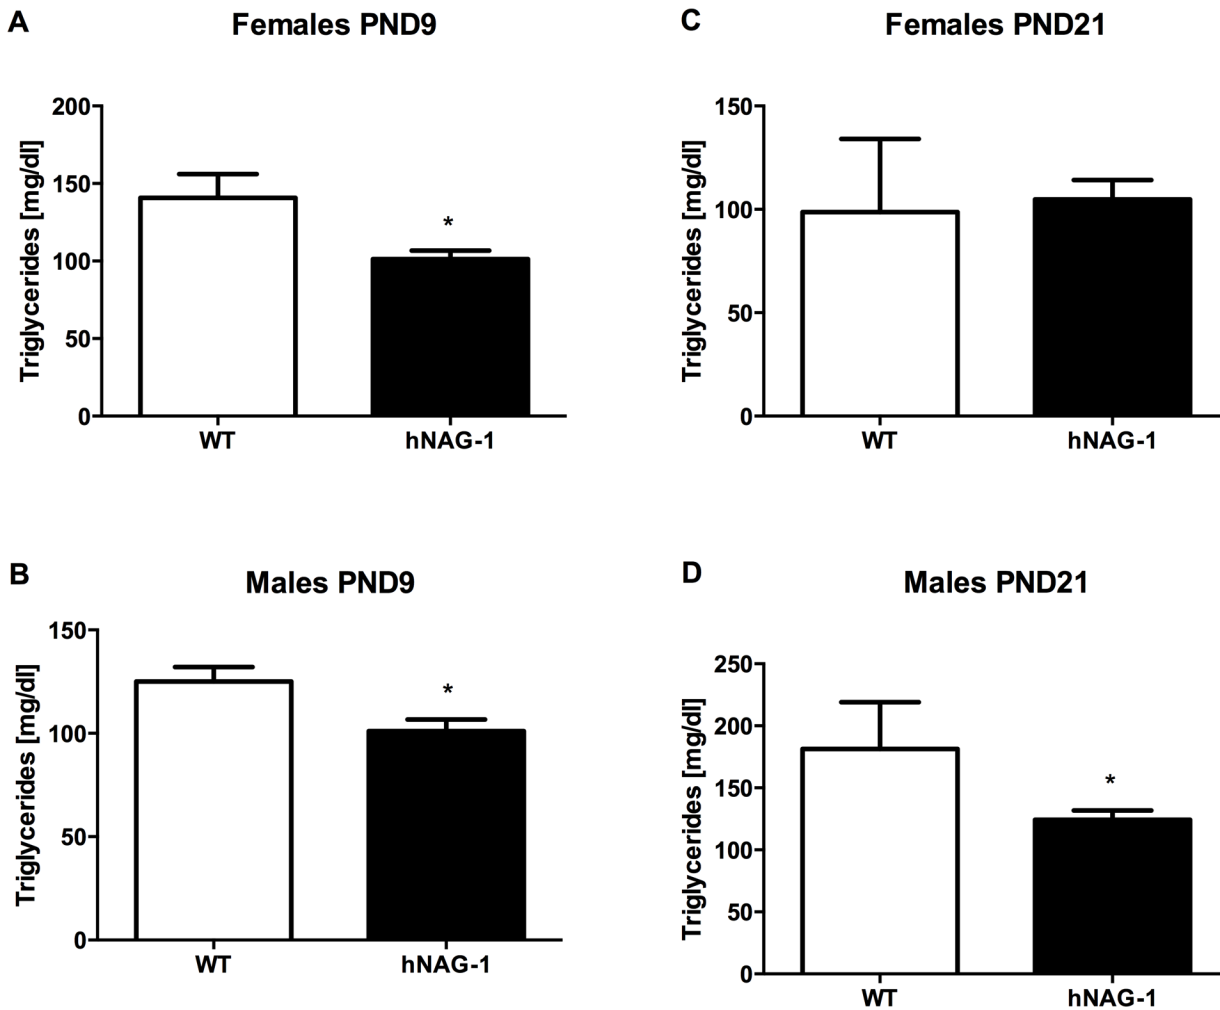 A
Females PND9
Triglycerides [mg/dl]
200
150
100
50
0
*
WT
hNAG-1
C
Females PND21
Triglycerides [mg/dl]
150
100
50
0
WT
hNAG-1
B
Males PND9
Triglycerides [mg/dl]
150
100
50
0
*
WT
hNAG-1
D
Males PND21
Triglycerides [mg/dl]
250
200
150
100
50
0
*
WT
hNAG-1